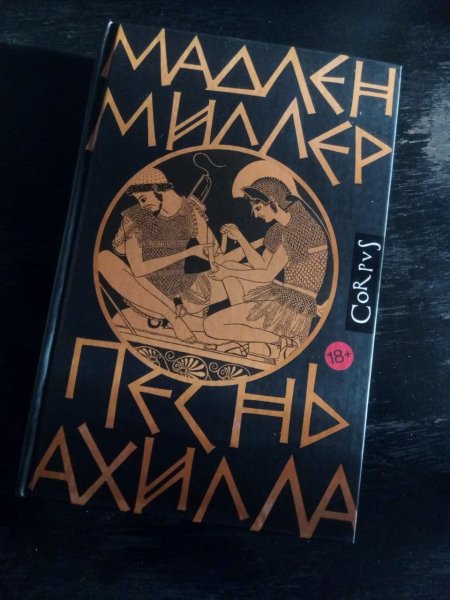 МАДЛЕН
МИЛЛЕР
CORPVS
18+
ПЕСНЬ
АХИЛЛА